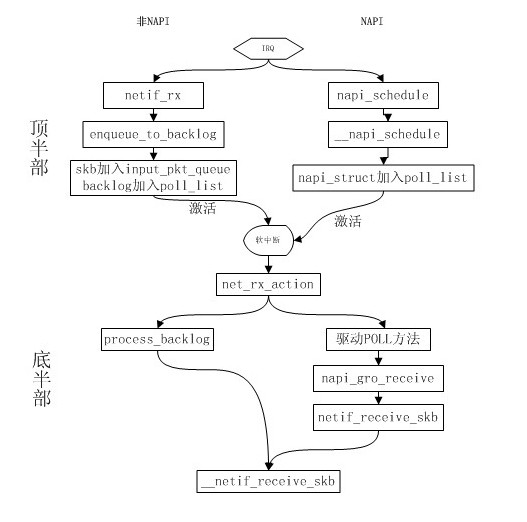 非NAPI
NAPI
IRQ
netif_rx
napi_schedule
顶半部
enqueue_to_backlog
__napi_schedule
skb加入input_pkt_queue
backlog加入poll_list
napi_struct加入poll_list
激活
激活
软中断
net_rx_action
底半部
process_backlog
驱动POLL方法
napi_gro_receive
netif_receive_skb
__netif_receive_skb